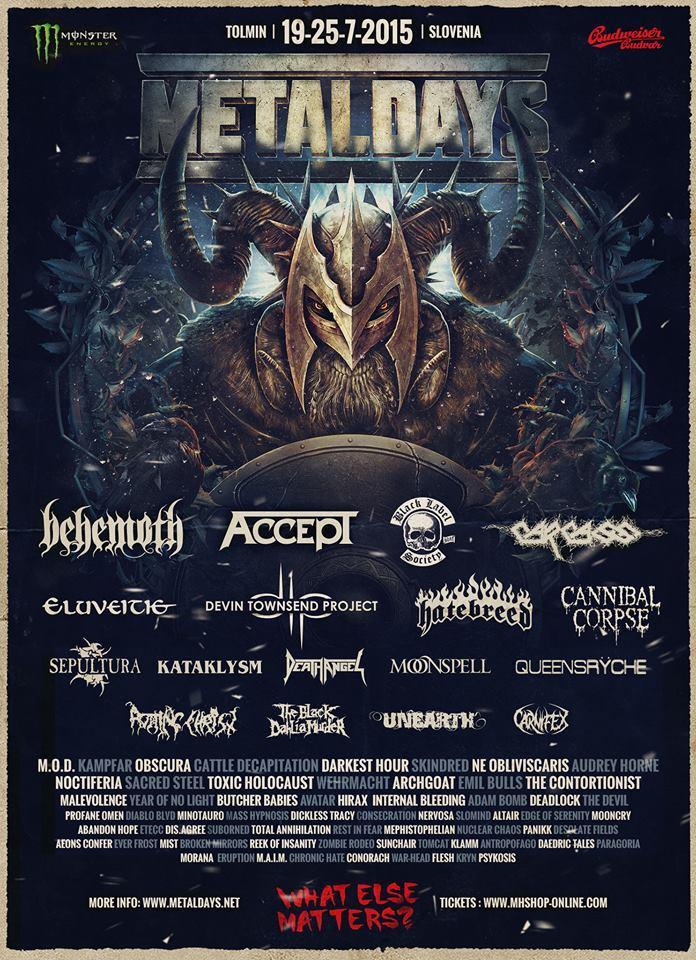 MONSTER
ENERGY
TOLMIN | 19-25-7-2015 | SLOVENIA
Budweiser
Budvar
METALDAYS
behemoth ACCEPT Black Label Society CARCASS
ELUVEITIE DEVIN TOWNSEND PROJECT hatebreed CANNIBAL CORPSE
SEPULTURA KATAKLYSM DEATH ANGEL MOONSPELL QUEENSRŸCHE
ROTTING CHRIST The Black Dahlia Murder UNEARTH CARNIFEX
M.O.D. KAMPFAR OBSCURA CATTLE DECAPITATION DARKEST HOUR SKINDRED NE OBLIVISCARIS AUDREY HORNE
NOCTIFERIA SACRED STEEL TOXIC HOLOCAUST WEHRMACHT ARCHGOAT EMIL BULLS THE CONTORTIONIST
MALEVOLENCE YEAR OF NO LIGHT BUTCHER BABIES AVATAR HIRAX INTERNAL BLEEDING ADAM BOMB DEADLOCK THE DEVIL
PROFANE OMEN DIABLO BLVD MINOTAURO MASS HYPNOSIS DICKLESS TRACY CONSECRATION NERVOSA SLOMIND ALTAIR EDGE OF SERENITY MOONCRY
ABANDON HOPE ETECC DIS.AGREE SUBORNED TOTAL ANNIHILATION REST IN FEAR MEPHISTOPHELIAN NUCLEAR CHAOS PANIKK DESOLATE FIELDS
ÆONS CONFER EVER FROST MIST BROKEN MIRRORS REEK OF INSANITY ZOMBIE RODEO SUNCHAIR TOMCAT KLAMM ANTROPOFAGO DAEDRIC TALES PARAGORIA
MORANA ERUPTION M.A.I.M. CHRONIC HATE CONORACH WAR-HEAD FLESH KRYN PSYKOSIS
MORE INFO: WWW.METALDAYS.NET
WHAT ELSE
MATTERS?
TICKETS : WWW.MHSHOP-ONLINE.COM